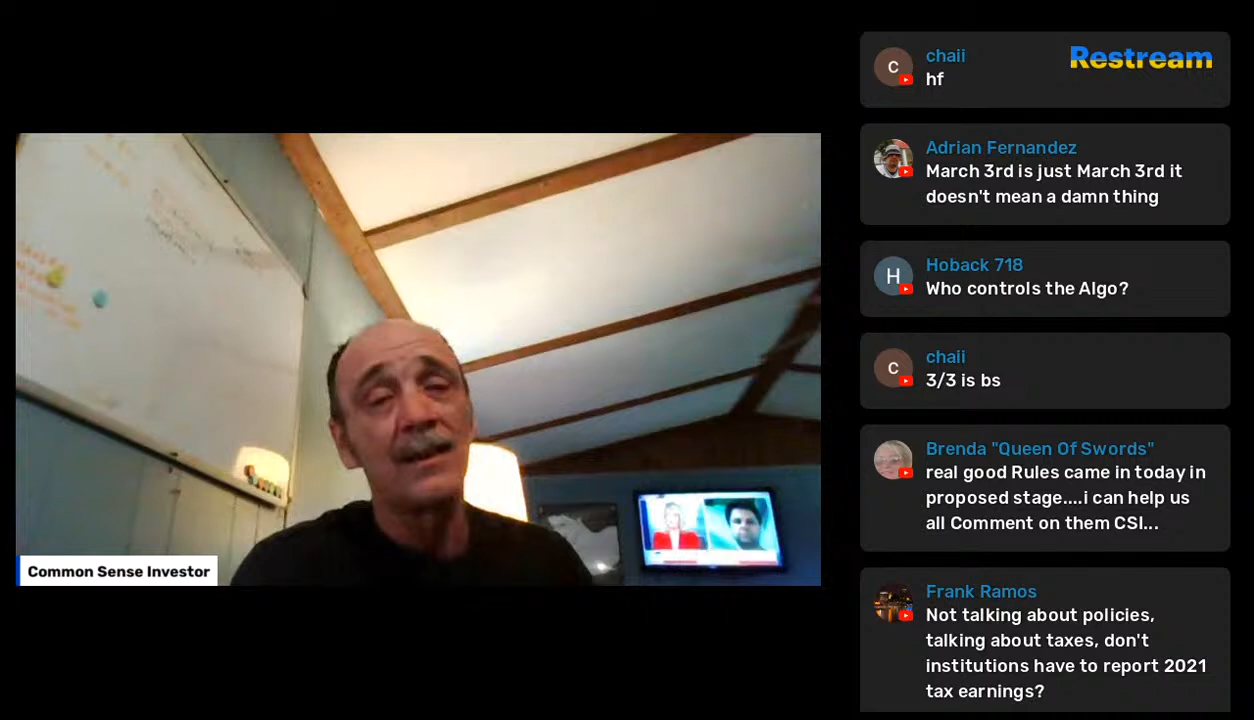 chaii
Restream
hf
Adrian Fernandez
March 3rd is just March 3rd it
doesn't mean a damn thing
Hoback 718
Who controls the Algo?
chaii
3/3 is bs
Brenda "Queen Of Swords"
real good Rules came in today in
proposed stage....i can help us
all Comment on them CSI...
Frank Ramos
Not talking about policies,
talking about taxes, don't
institutions have to report 2021
tax earnings?
Common Sense Investor
C
H
C